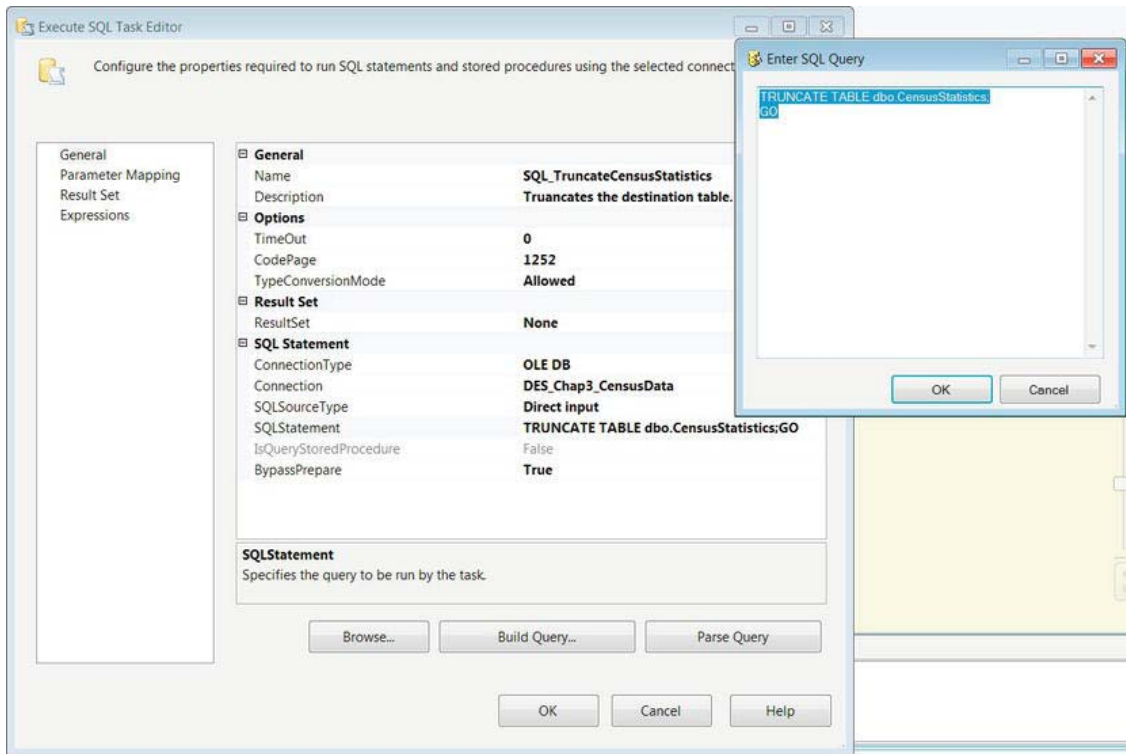 Execute SQL Task Editor
Configure the properties required to run SQL statements and stored procedures using the selected connect
General
Parameter Mapping
Result Set
Expressions
General
Name SQL_TruncateCensusStatistics
Description Truancates the destination table.
Options
TimeOut 0
CodePage 1252
TypeConversionMode Allowed
Result Set
ResultSet None
SQL Statement
ConnectionType OLE DB
Connection DES_Chap3_CensusData
SQLSourceType Direct input
SQLStatement TRUNCATE TABLE dbo.CensusStatistics;GO
IsQueryStoredProcedure False
BypassPrepare True
SQLStatement
Specifies the query to be run by the task.
Browse... Build Query... Parse Query
OK Cancel Help
Enter SQL Query
TRUNCATE TABLE dbo.CensusStatistics;
GO
OK Cancel